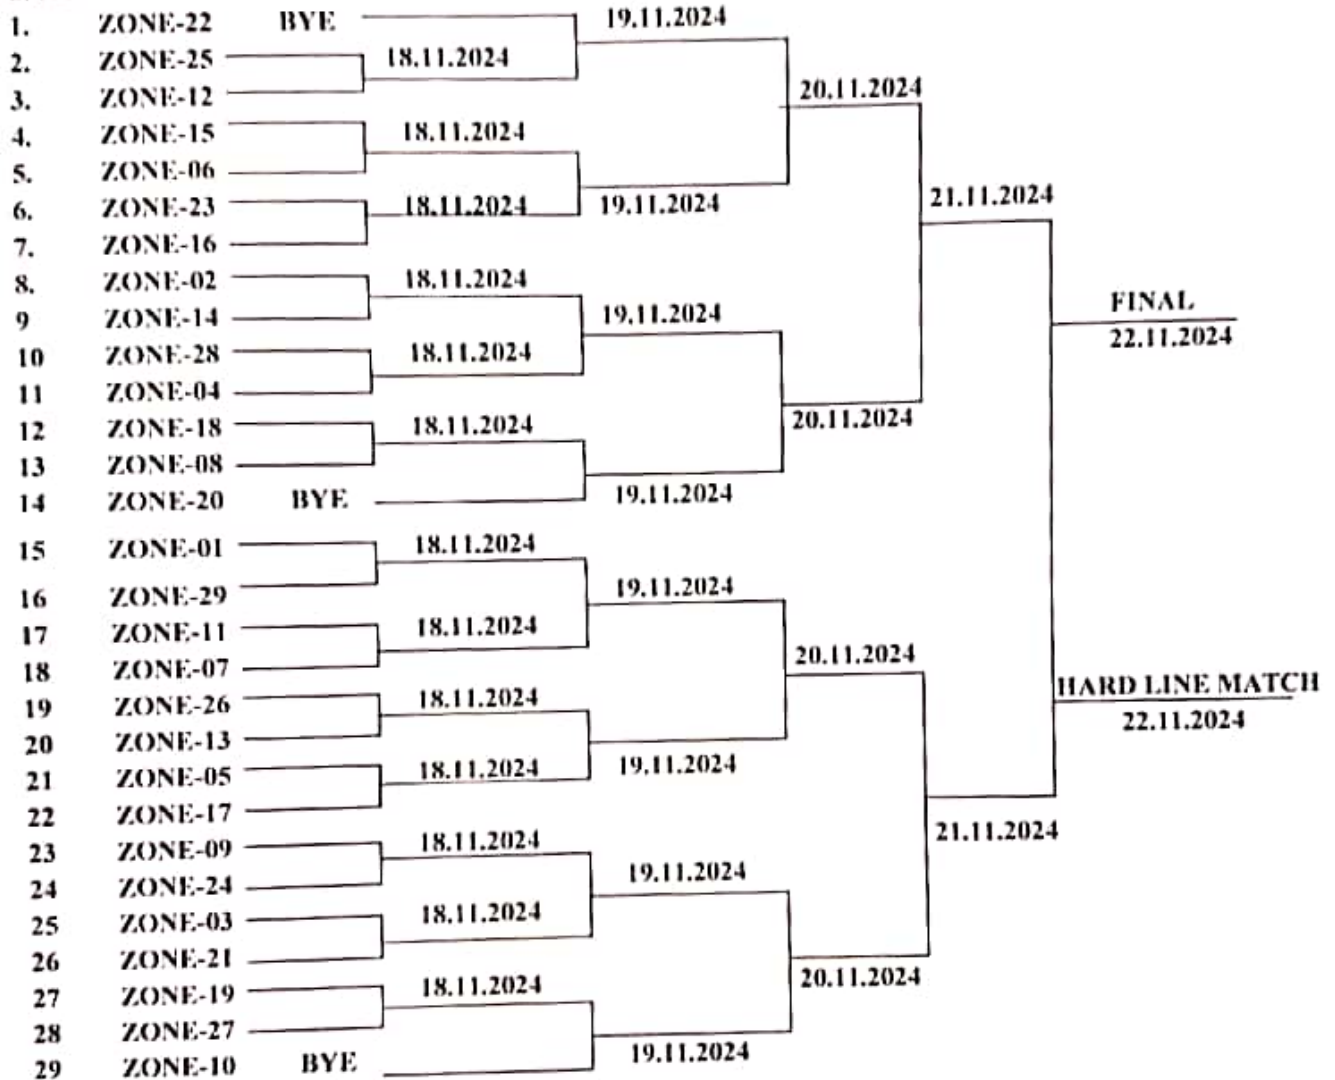 1. ZONE-22 BYE 19.11.2024
2. ZONE-25 18.11.2024
3. ZONE-12 20.11.2024
4. ZONE-15 18.11.2024
5. ZONE-06
6. ZONE-23 18.11.2024 19.11.2024 21.11.2024
7. ZONE-16
8. ZONE-02 18.11.2024
9 ZONE-14 19.11.2024 FINAL
10 ZONE-28 18.11.2024 22.11.2024
11 ZONE-04
12 ZONE-18 18.11.2024 20.11.2024
13 ZONE-08
14 ZONE-20 BYE 19.11.2024
15 ZONE-01 18.11.2024
16 ZONE-29 19.11.2024
17 ZONE-11 18.11.2024
18 ZONE-07 20.11.2024
19 ZONE-26 18.11.2024 HARD LINE MATCH
20 ZONE-13 22.11.2024
21 ZONE-05 18.11.2024 19.11.2024
22 ZONE-17
23 ZONE-09 18.11.2024 21.11.2024
24 ZONE-24 19.11.2024
25 ZONE-03 18.11.2024
26 ZONE-21
27 ZONE-19 18.11.2024 20.11.2024
28 ZONE-27
29 ZONE-10 BYE 19.11.2024